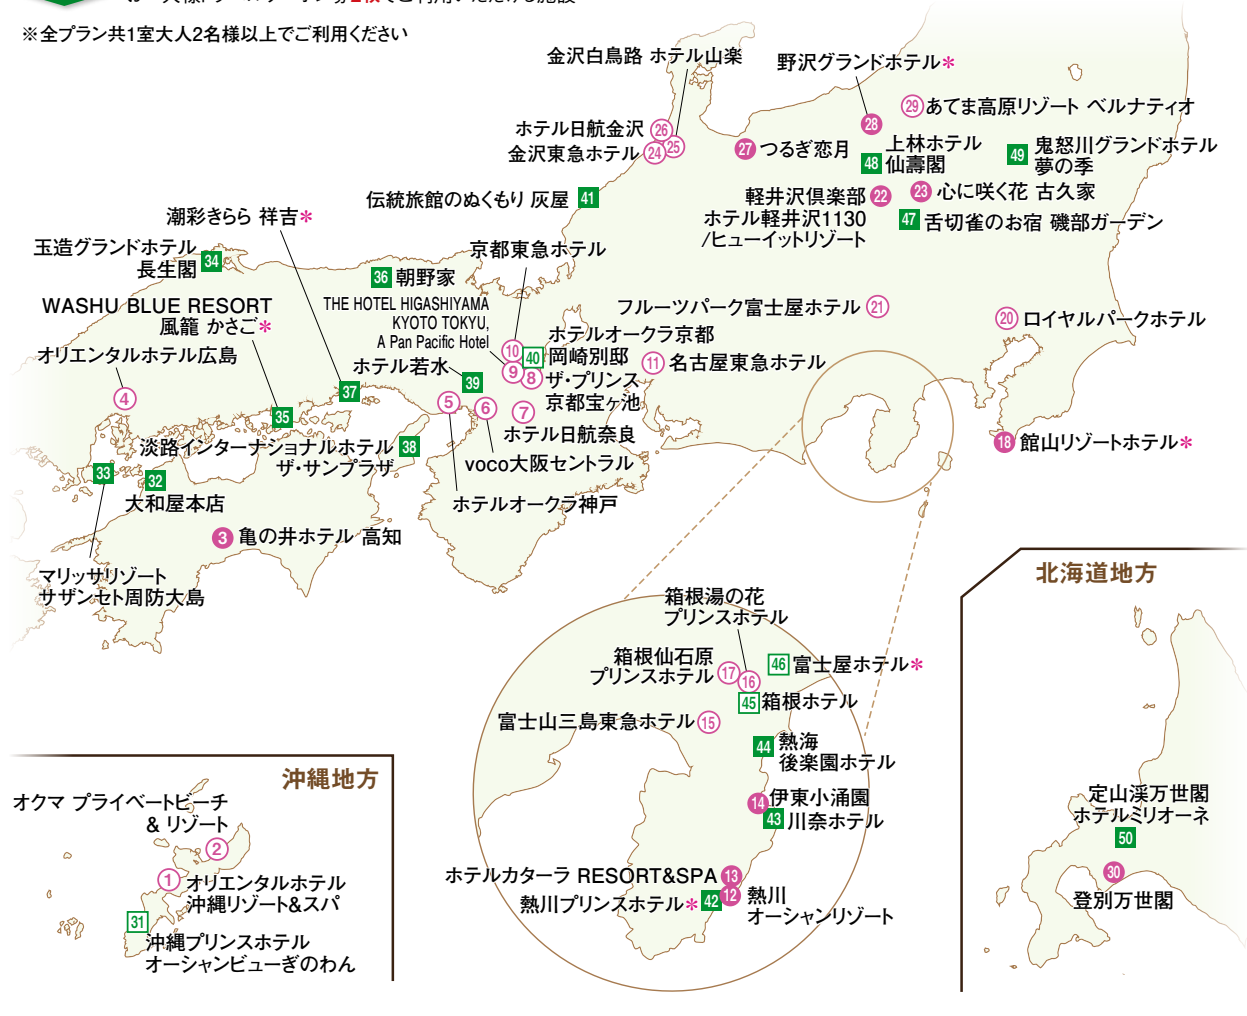 ※全プラン共1室大人2名様以上でご利用ください
金沢白鳥路 ホテル山楽
野沢グランドホテル＊
28
29 あてま高原リゾート ベルナティオ
ホテル日航金沢 26
金沢東急ホテル 24 25
27 つるぎ恋月
48 上林ホテル
仙壽閣
49 鬼怒川グランドホテル
夢の季
伝統旅館のぬくもり 灰屋 41
軽井沢倶楽部 22
ホテル軽井沢1130
/ヒューイットリゾート
23 心に咲く花 古久家
47 舌切雀のお宿 磯部ガーデン
潮彩きらら 祥吉＊
玉造グランドホテル
長生閣 34
京都東急ホテル
36 朝野家
THE HOTEL HIGASHIYAMA
KYOTO TOKYU,
A Pan Pacific Hotel
WASHU BLUE RESORT
風籠 かさご＊
オリエンタルホテル広島
4
フルーツパーク富士屋ホテル 21
20 ロイヤルパークホテル
ホテルオークラ京都
10 40 岡崎別邸
9 8 ザ・プリンス
京都宝ヶ池
11 名古屋東急ホテル
ホテル若水
39
37
35
5 6 7
ホテル日航奈良
voco大阪セントラル
ホテルオークラ神戸
淡路インターナショナルホテル
ザ・サンプラザ 38
18 館山リゾートホテル＊
33
32
大和屋本店
3 亀の井ホテル 高知
マリッサリゾート
サザンセト周防大島
箱根湯の花
プリンスホテル
箱根仙石原
プリンスホテル 17
16
46 富士屋ホテル＊
45 箱根ホテル
富士山三島東急ホテル 15
44 熱海
後楽園ホテル
14 伊東小涌園
43 川奈ホテル
ホテルカターラ RESORT&SPA 13
熱川プリンスホテル＊ 42
12 熱川
オーシャンリゾート
沖縄地方
オクマ プライベートビーチ
& リゾート
2
1 オリエンタルホテル
沖縄リゾート&スパ
31
沖縄プリンスホテル
オーシャンビューぎのわん
北海道地方
定山渓万世閣
ホテルミリオーネ
50
30
登別万世閣